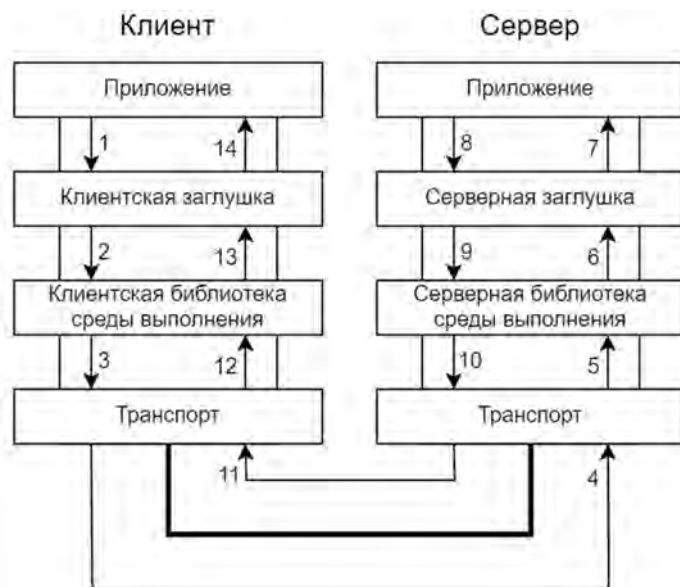 Клиент Сервер
Приложение Приложение
1 14 8 7
Клиентская заглушка Серверная заглушка
2 13 9 6
Клиентская библиотека Серверная библиотека
среды выполнения среды выполнения
3 12 10 5
Транспорт Транспорт
11 4